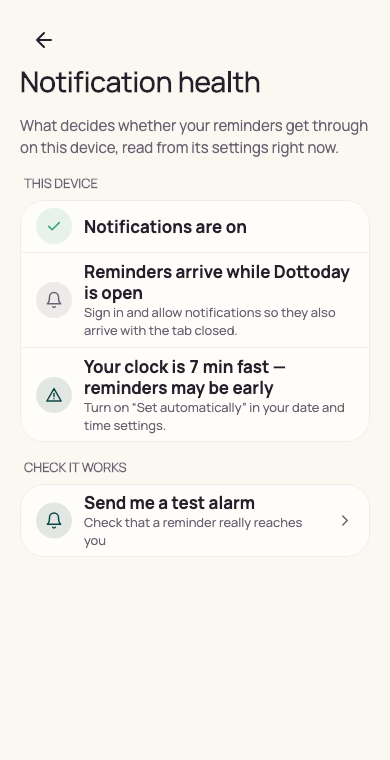 Notification health
What decides whether your reminders get through
on this device, read from its settings right now.
THIS DEVICE
Notifications are on
Reminders arrive while Dottoday
is open
Sign in and allow notifications so they also
arrive with the tab closed.
Your clock is 7 min fast —
reminders may be early
Turn on “Set automatically” in your date and
time settings.
CHECK IT WORKS
Send me a test alarm
Check that a reminder really reaches
you